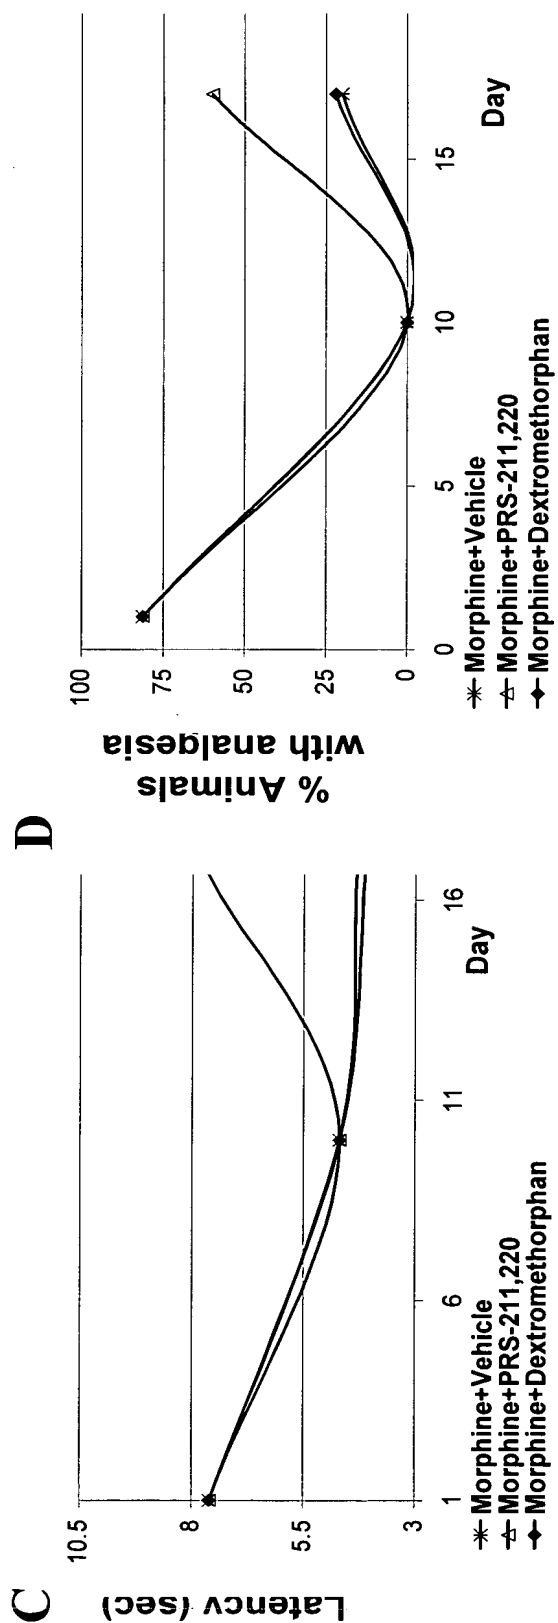 C
Latency (sec)
10.5
8
5.5
3
1
6
11
16
Day
Morphine+Vehicle
Morphine+PRS-211,220
Morphine+Dextromethorphan
D
% Animals
with analgesia
100
75
50
25
0
0
5
10
15
Day
Morphine+Vehicle
Morphine+PRS-211,220
Morphine+Dextromethorphan